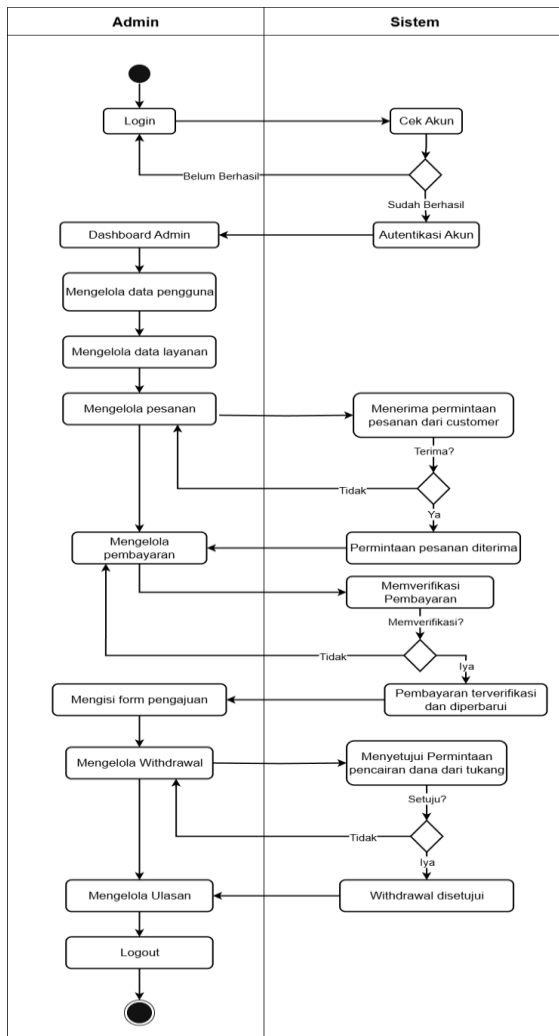 Admin
Sistem
Login
Cek Akun
Belum Berhasil
Sudah Berhasil
Dashboard Admin
Autentikasi Akun
Mengelola data pengguna
Mengelola data layanan
Mengelola pesanan
Menerima permintaan
pesanan dari customer
Terima?
Tidak
Ya
Mengelola
pembayaran
Permintaan pesanan diterima
Memverifikasi
Pembayaran
Memverifikasi?
Tidak
Iya
Mengisi form pengajuan
Pembayaran terverifikasi
dan diperbarui
Mengelola Withdrawal
Menyetujui Permintaan
pencairan dana dari tukang
Setuju?
Tidak
Iya
Mengelola Ulasan
Withdrawal disetujui
Logout